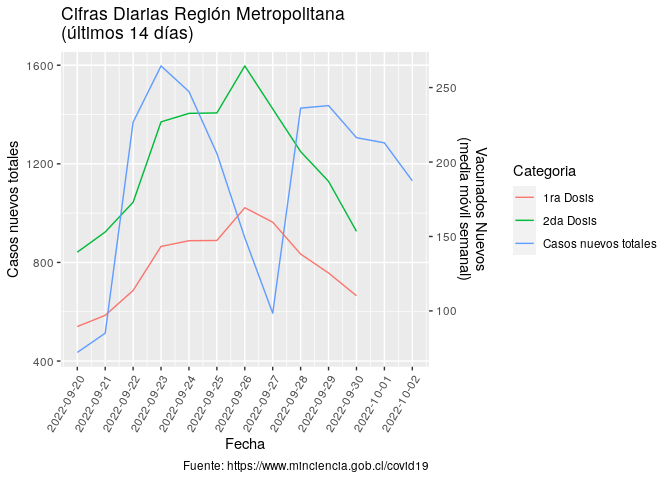 Cifras Diarias Región Metropolitana
(últimos 14 días)
1600
1200
800
400
Casos nuevos totales
250
200
150
100
Vacunados Nuevos
(media móvil semanal)
2022-09-20
2022-09-21
2022-09-22
2022-09-23
2022-09-24
2022-09-25
2022-09-26
2022-09-27
2022-09-28
2022-09-29
2022-09-30
2022-10-01
2022-10-02
Fecha
Categoria
1ra Dosis
2da Dosis
Casos nuevos totales
Fuente: https://www.minciencia.gob.cl/covid19